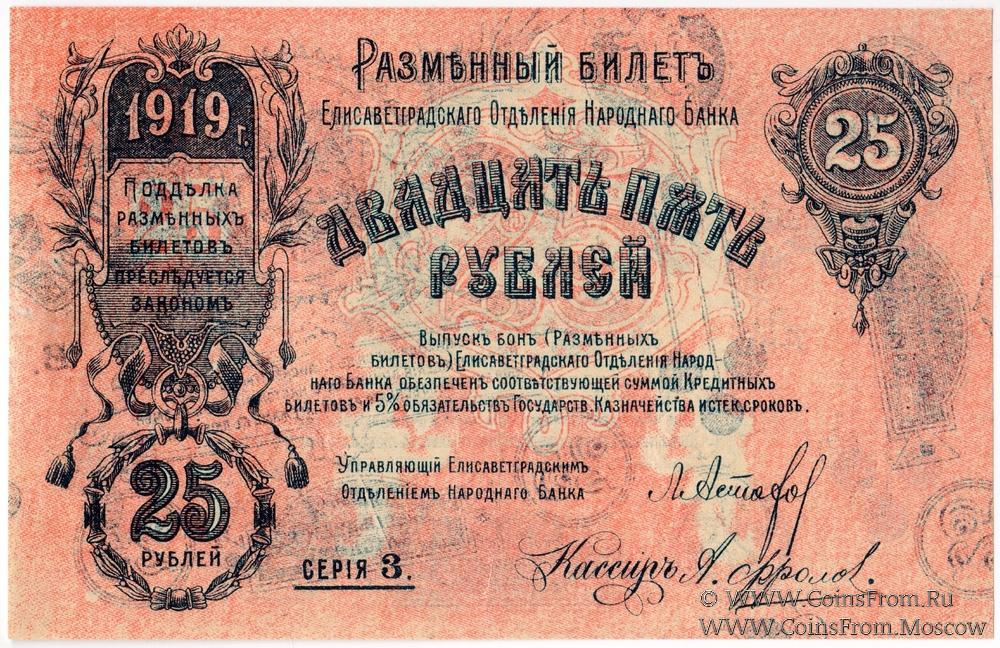 1919 г.
Поддѣлка
размѣнныхъ
билетовъ
преслѣдуется
закономъ
25
рублей
Размѣнный билетъ
Елисаветградскаго Отдѣленія Народнаго Банка
Двадцать пять
рублей
25
Выпускъ бонъ (Размѣнныхъ
билетовъ) Елисаветградскаго Отдѣленія Народ-
наго Банка обезпеченъ соотвѣтствующей суммой Кредитныхъ
билетовъ и 5% обязательствъ Государств. Казначейства истек. сроковъ.
Управляющій Елисаветградскимъ
Отдѣленіемъ Народнаго Банка
серія 3.
Кассиръ А. Фролов.
© WWW.CoinsFrom.Ru
WWW.CoinsFrom.Moscow